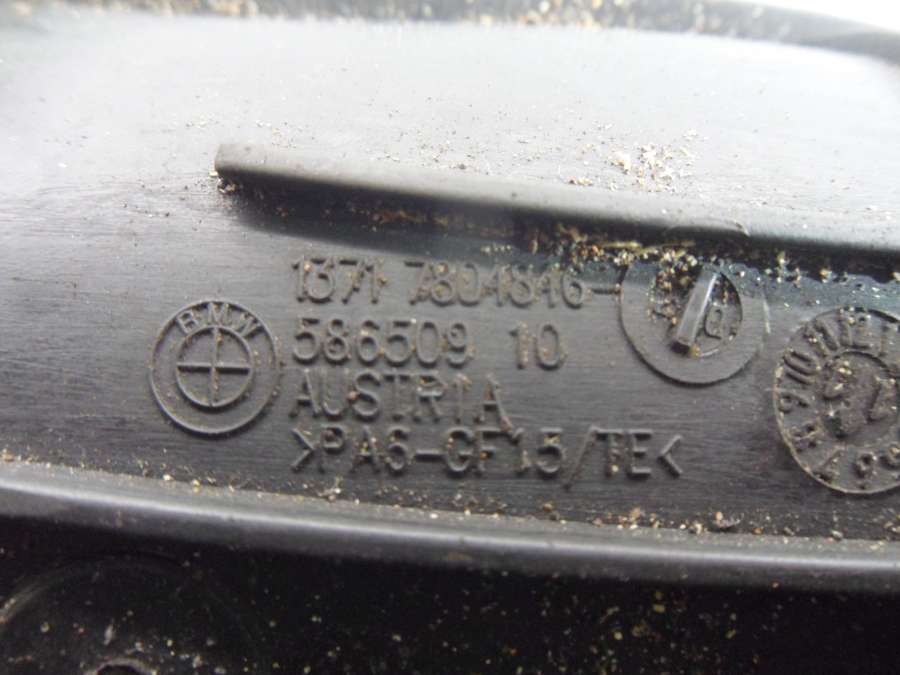 1371 7804846-
BMW
586509 10
AUSTRIA
>PA6-GF15/TE<